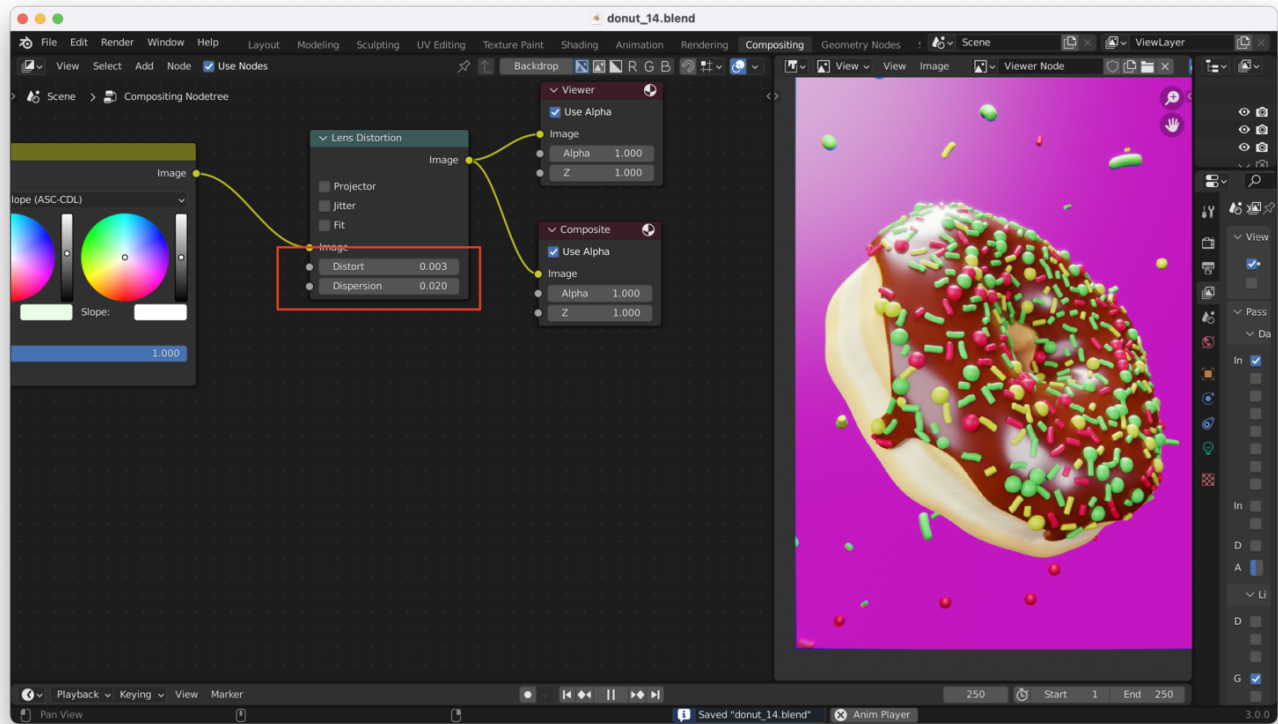 donut_14.blend
File Edit Render Window Help Layout Modeling Sculpting UV Editing Texture Paint Shading Animation Rendering Compositing Geometry Nodes Scene ViewLayer
View Select Add Node Use Nodes Backdrop R G B View View Image Viewer Node
Scene > Compositing Nodetree
Viewer
Use Alpha
Image
Alpha 1.000
Z 1.000
Lens Distortion
Image
Projector
Jitter
Fit
Image
Distort 0.003
Dispersion 0.020
Composite
Use Alpha
Image
Alpha 1.000
Z 1.000
Image
lope (ASC-CDL)
Slope:
1.000
View
Pass
Da
In
In
D
A
Li
D
G
Playback Keying View Marker 250 Start 1 End 250
Pan View Saved "donut_14.blend" Anim Player 3.0.0